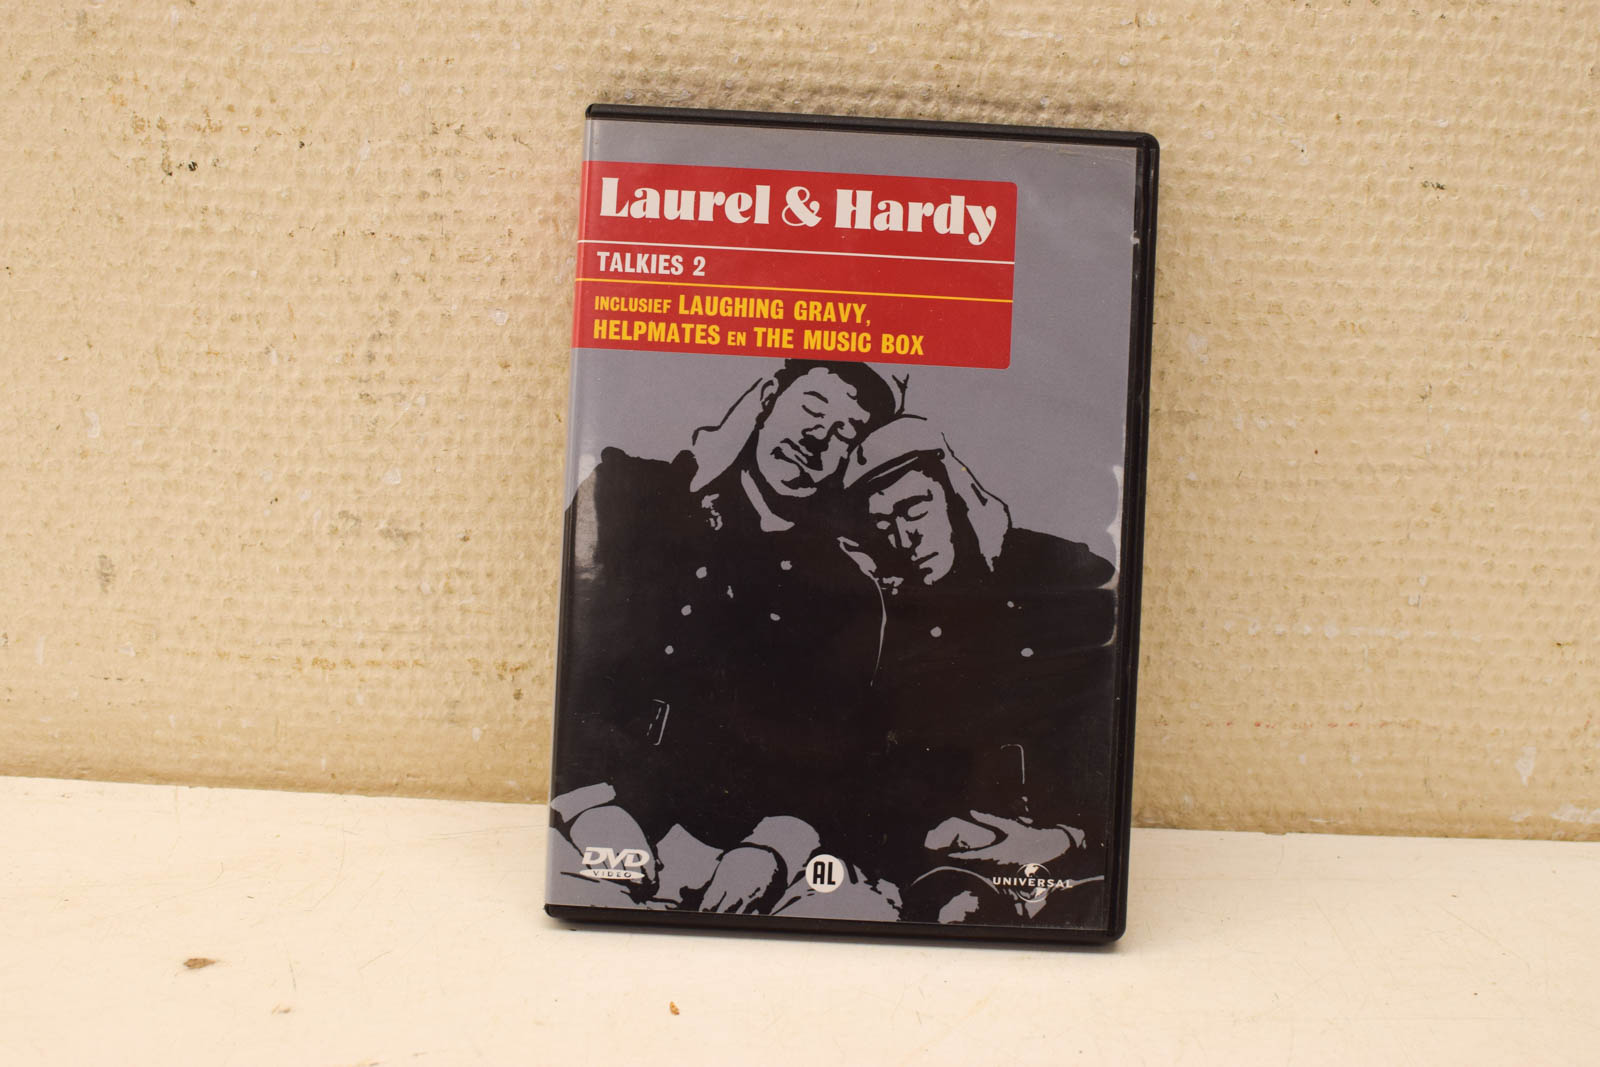 Laurel & Hardy
TALKIES 2
INCLUSIEF LAUGHING GRAVY,
HELPMATES EN THE MUSIC BOX
DVD
VIDEO
AL
UNIVERSAL